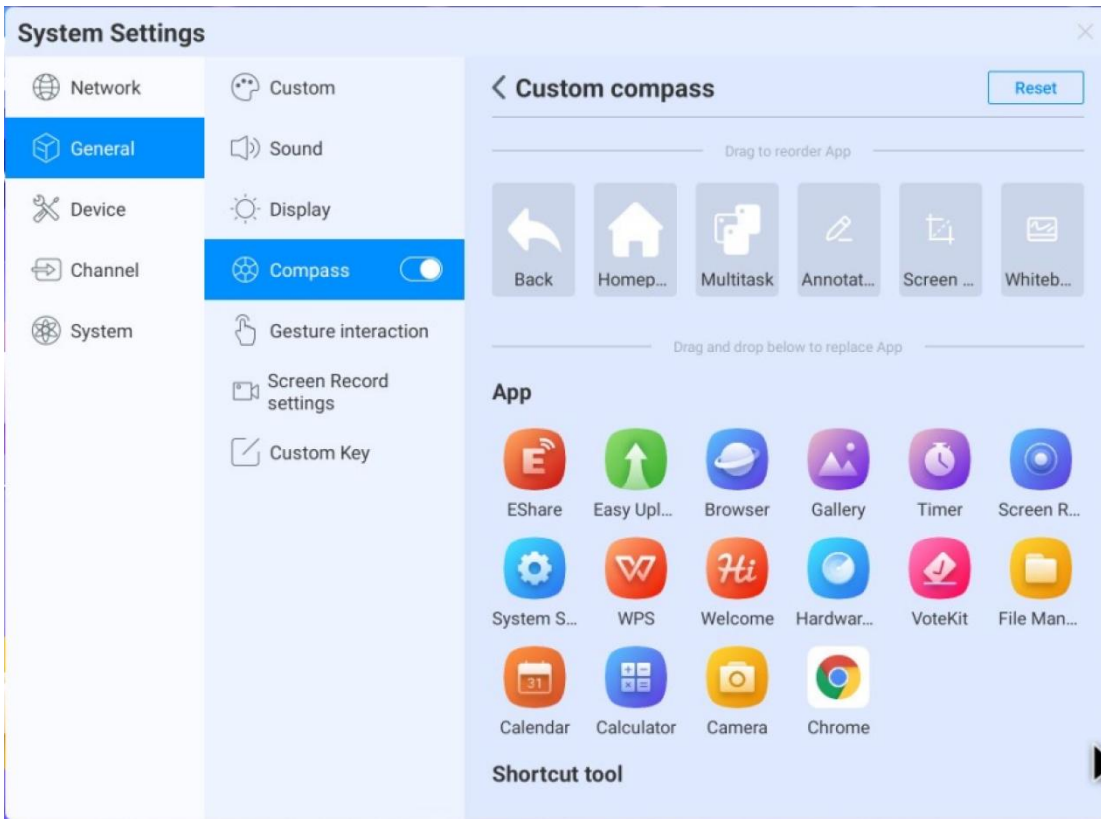 System Settings
Network
General
Device
Channel
System
Custom
Sound
Display
Compass
Gesture interaction
Screen Record
settings
Custom Key
Custom compass
Reset
Drag to reorder App
Back
Homep...
Multitask
Annotat...
Screen ...
Whiteb...
Drag and drop below to replace App
App
E
EShare
Easy Upl...
Browser
Gallery
Timer
Screen R...
System S...
W
WPS
Hi
Welcome
Hardwar...
VoteKit
File Man...
31
Calendar
Calculator
Camera
Chrome
Shortcut tool